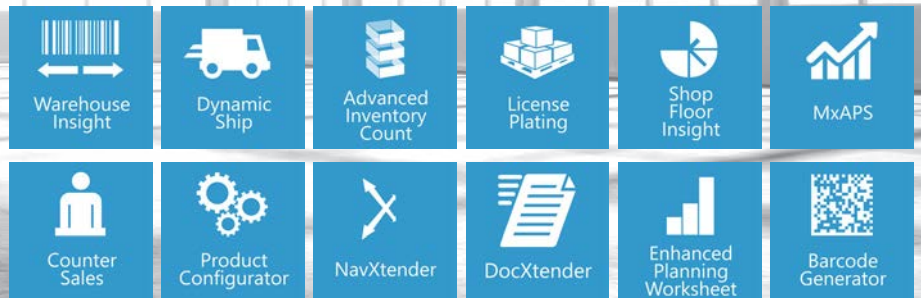 Warehouse
Insight
Dynamic
Ship
Advanced
Inventory
Count
License
Plating
Shop
Floor
Insight
MxAPS
Counter
Sales
Product
Configurator
NavXtender
DocXtender
Enhanced
Planning
Worksheet
Barcode
Generator